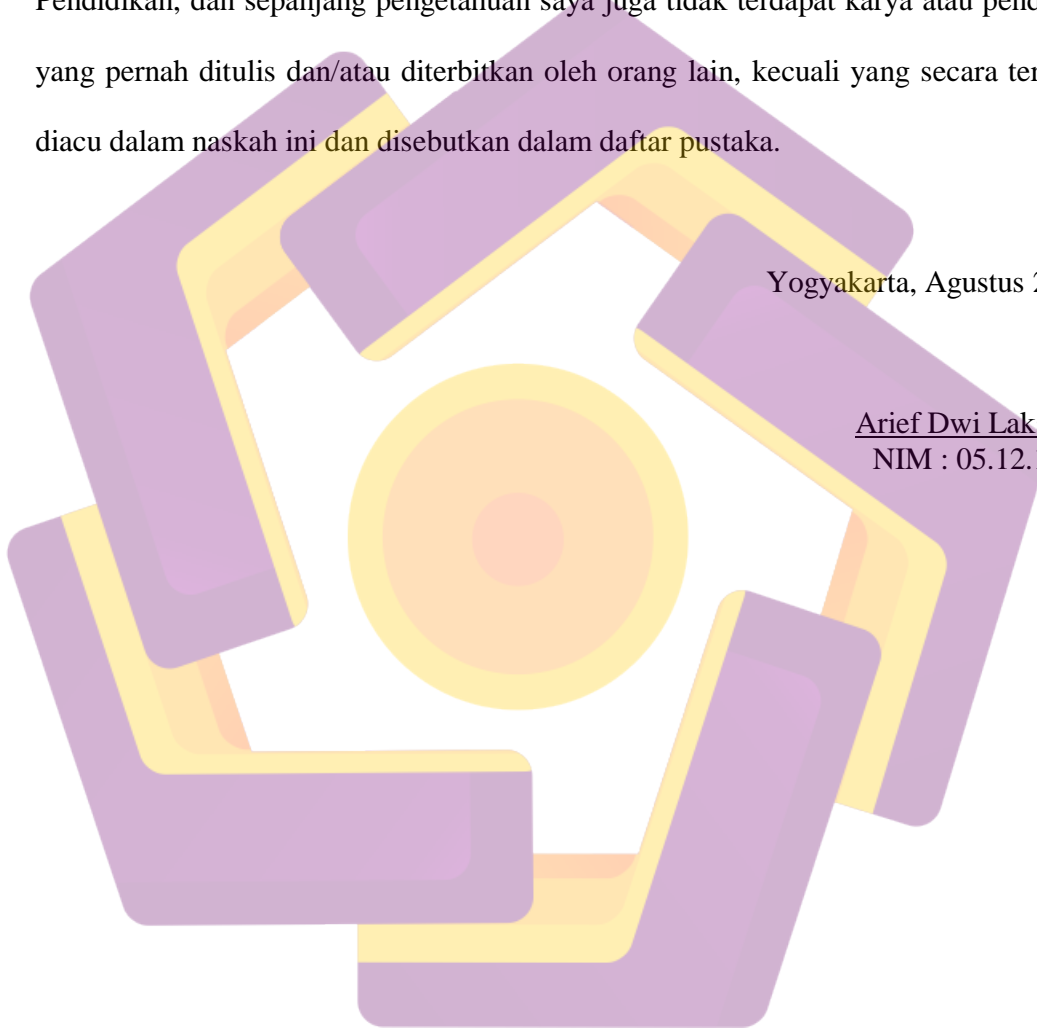 Pendidikan, dan sepanjang pengetahuan saya juga tidak terdapat karya atau
yang pernah ditulis dan/atau diterbitkan oleh orang lain, kecuali yang secara
diacu dalam naskah ini dan disebutkan dalam daftar pustaka.
Yogyakarta, Agustus
Arief Dwi
NIM : 05.12.